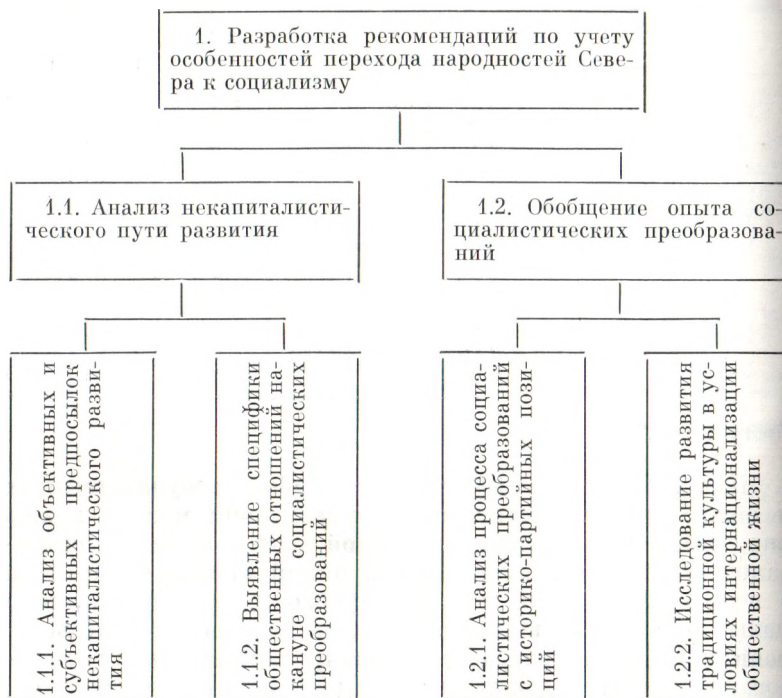 1. Разработка рекомендаций по учету
особенностей перехода народностей Севе-
ра к социализму
1.1. Анализ некапиталисти-
ческого пути развития
1.2. Обобщение опыта со-
циалистических преобразова-
ний
1.1.1. Анализ объективных и
субъективных предпосылок
некапиталистического разви-
тия
1.1.2. Выявление специфики
общественных отношений на-
кануне социалистических
преобразований
1.2.1. Анализ процесса социа-
листических преобразований
с историко-партийных пози-
ций
1.2.2. Исследование развития
традиционной культуры в ус-
ловиях интернационализации
общественной жизни